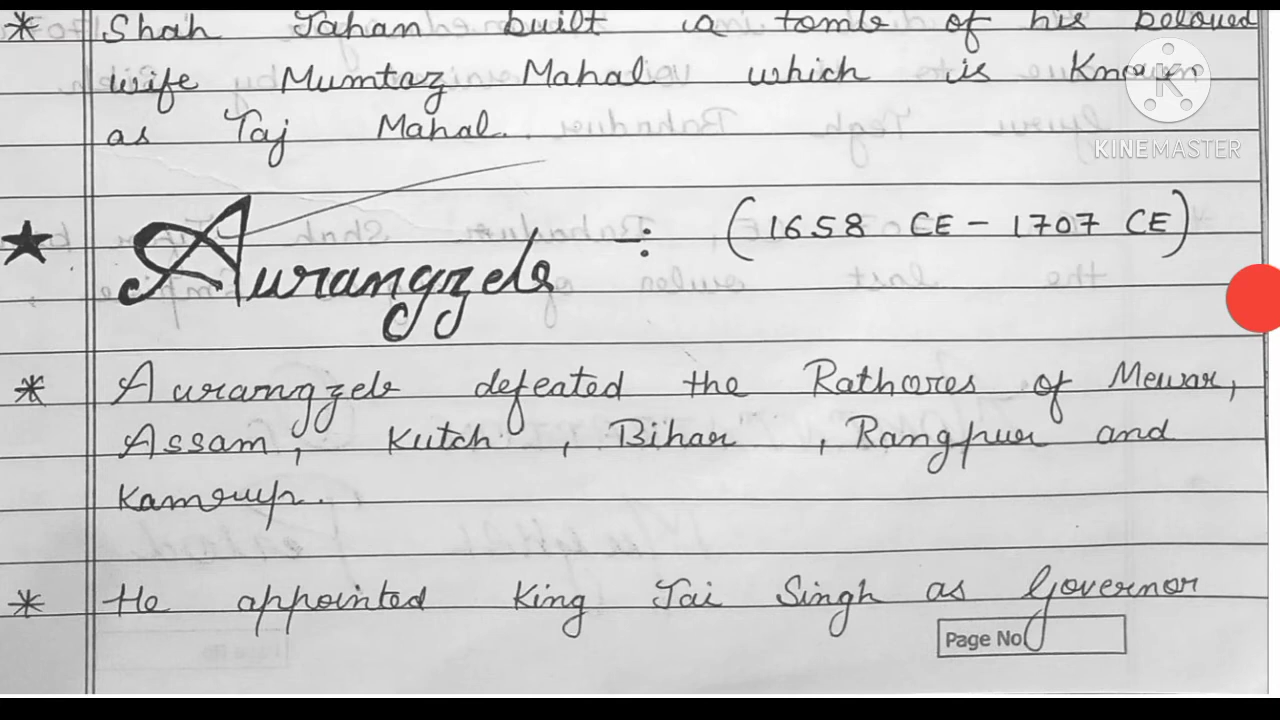 * Shah Jahan built a tomb of his beloved
wife Mumtaz Mahal which is Known
as Taj Mahal.
K
KINEMASTER
★ Aurangzeb -: (1658 CE - 1707 CE)
* Aurangzeb defeated the Rathores of Mewar,
Assam, Kutch, Bihar, Rangpur and
Kamrup.
* He appointed King Jai Singh as Governor
Page No